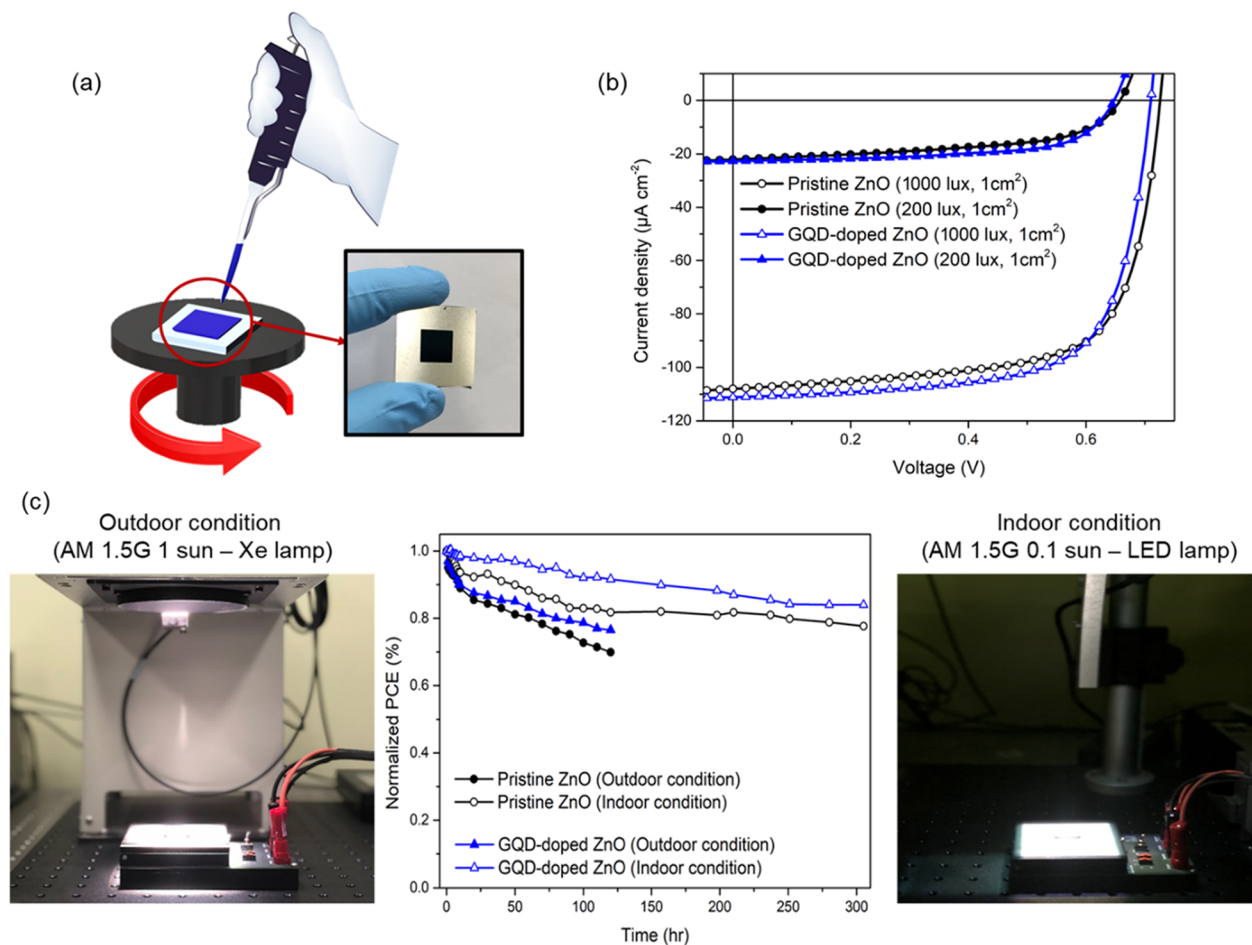 (a)
(b)
0
-20
-40
-60
-80
-100
-120
Current density (μA cm⁻²)
Pristine ZnO (1000 lux, 1cm²)
Pristine ZnO (200 lux, 1cm²)
GQD-doped ZnO (1000 lux, 1cm²)
GQD-doped ZnO (200 lux, 1cm²)
0.0 0.2 0.4 0.6
Voltage (V)
(c)
Outdoor condition
(AM 1.5G 1 sun – Xe lamp)
Normalized PCE (%)
1.0
0.8
0.6
0.4
0.2
0.0
Pristine ZnO (Outdoor condition)
Pristine ZnO (Indoor condition)
GQD-doped ZnO (Outdoor condition)
GQD-doped ZnO (Indoor condition)
0 50 100 150 200 250 300
Time (hr)
Indoor condition
(AM 1.5G 0.1 sun – LED lamp)